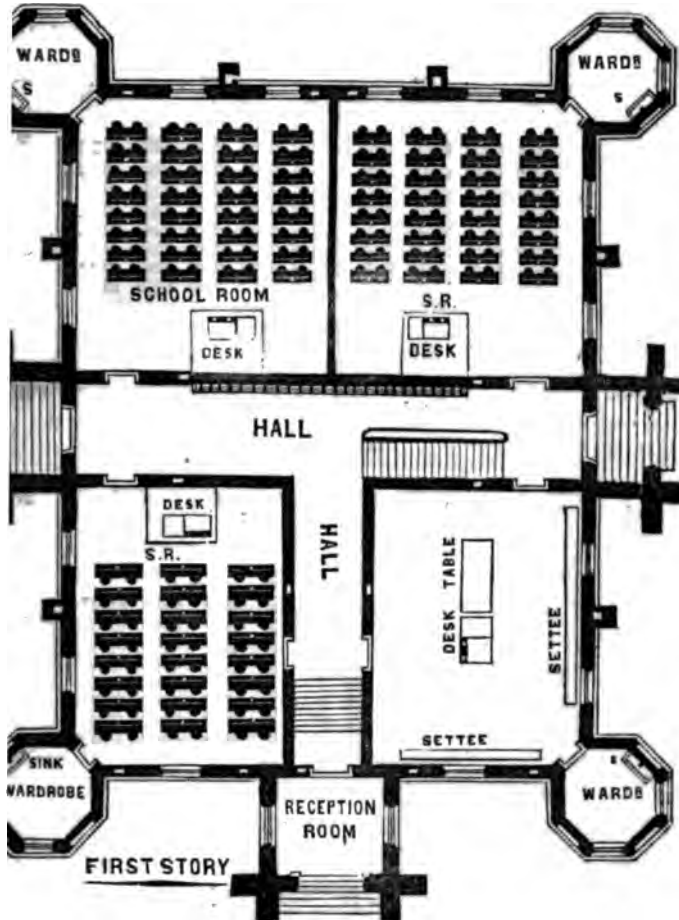 WARDB
WARDB
S
S
SCHOOL ROOM
S.R.
DESK
DESK
HALL
DESK
S.R.
HALL
TABLE
DESK
SETTEE
SETTEE
SINK
WARDROBE
S
WARDB
RECEPTION
ROOM
FIRST STORY